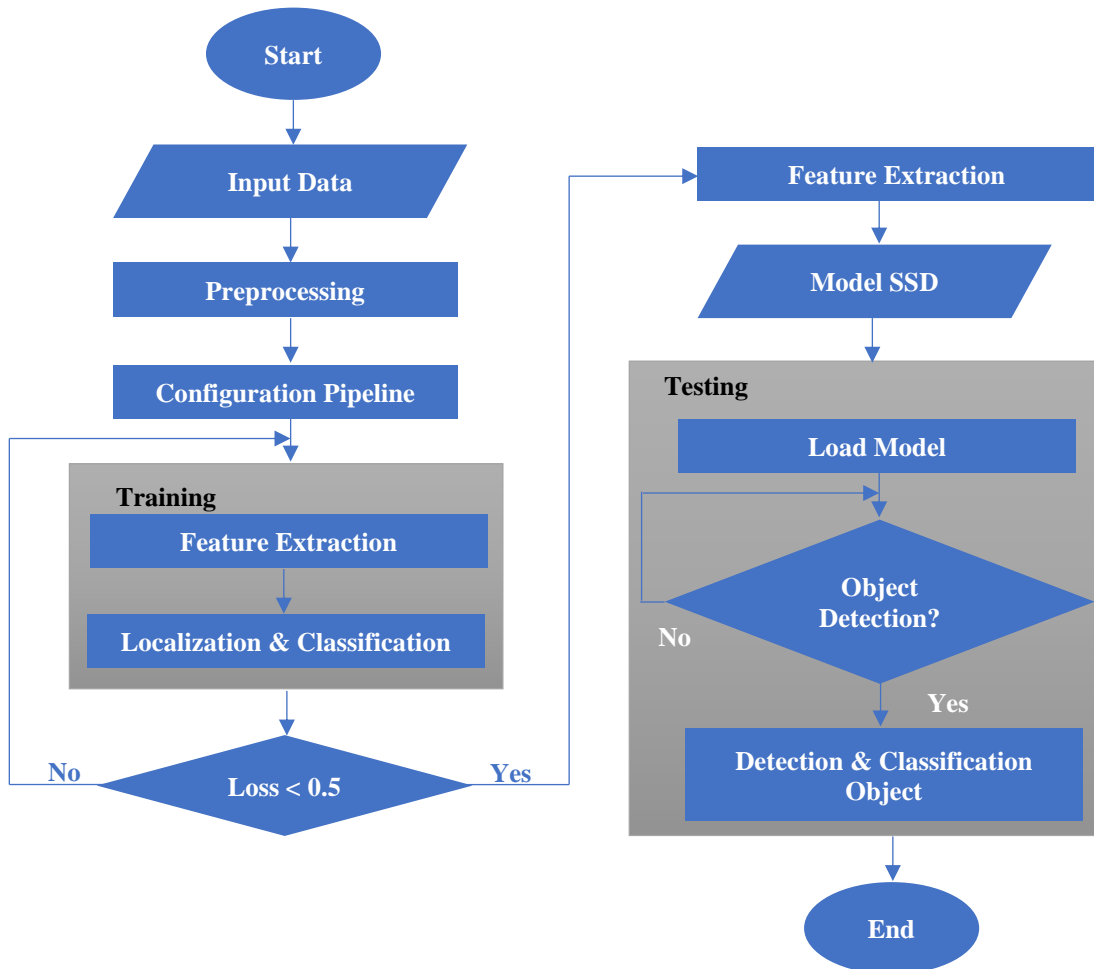 Start
Input Data
Preprocessing
Configuration Pipeline
Training
Feature Extraction
Localization & Classification
No
Loss < 0.5
Yes
Feature Extraction
Model SSD
Testing
Load Model
Object
Detection?
No
Yes
Detection & Classification
Object
End